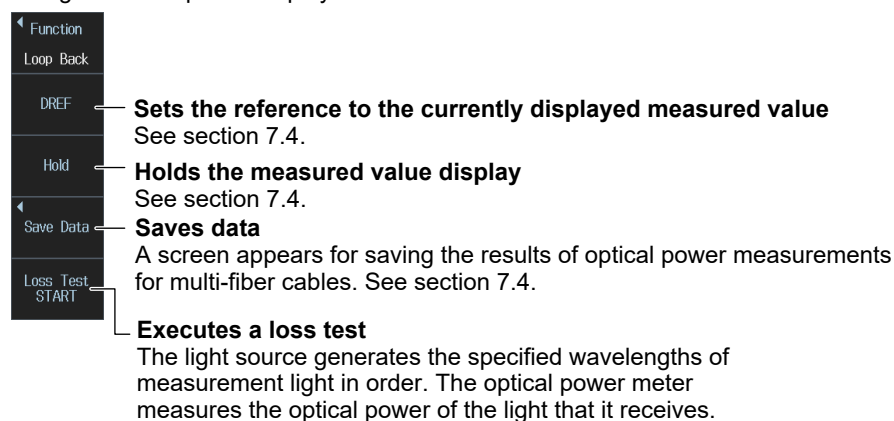 Function
Loop Back
DREF
Sets the reference to the currently displayed measured value
See section 7.4.
Hold
Holds the measured value display
See section 7.4.
Save Data
Saves data
A screen appears for saving the results of optical power measurements
for multi-fiber cables. See section 7.4.
Loss Test
START
Executes a loss test
The light source generates the specified wavelengths of
measurement light in order. The optical power meter
measures the optical power of the light that it receives.